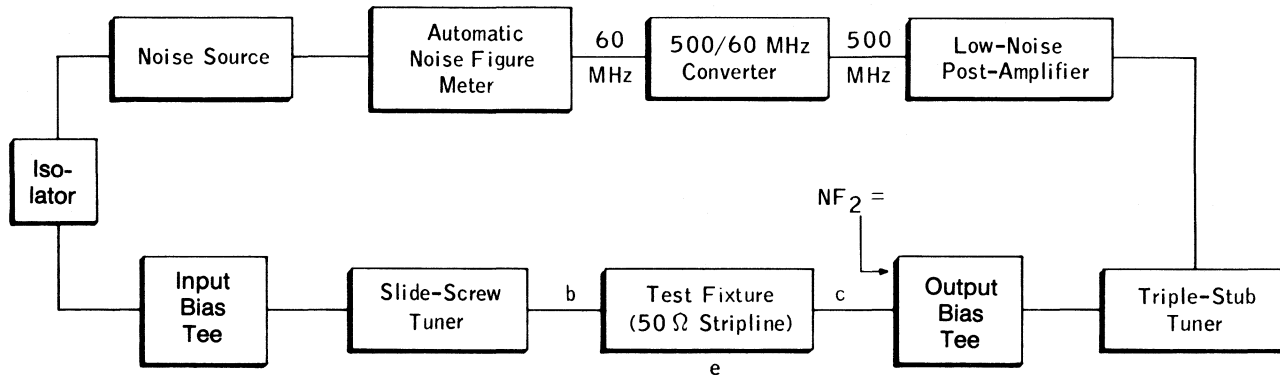 Noise Source
Automatic
Noise Figure
Meter
60
MHz
500/60 MHz
Converter
500
MHz
Low-Noise
Post-Amplifier
Iso-
lator
NF2 =
Input
Bias
Tee
Slide-Screw
Tuner
b
Test Fixture
(50 Ω Stripline)
e
c
Output
Bias
Tee
Triple-Stub
Tuner